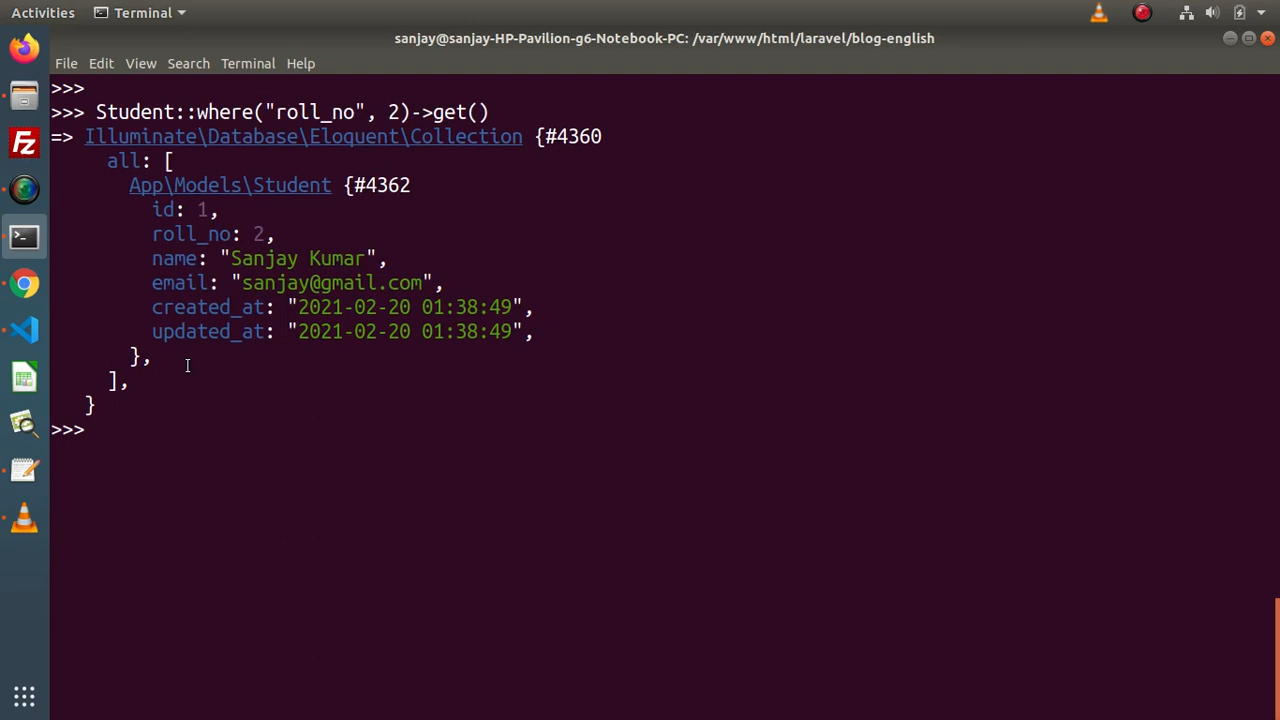 Activities
Terminal
sanjay@sanjay-HP-Pavilion-g6-Notebook-PC: /var/www/html/laravel/blog-english
File Edit View Search Terminal Help
>>>
>>> Student::where("roll_no", 2)->get()
=> Illuminate\Database\Eloquent\Collection {#4360
all: [
App\Models\Student {#4362
id: 1,
roll_no: 2,
name: "Sanjay Kumar",
email: "sanjay@gmail.com",
created_at: "2021-02-20 01:38:49",
updated_at: "2021-02-20 01:38:49",
},
],
}
>>>
Fz